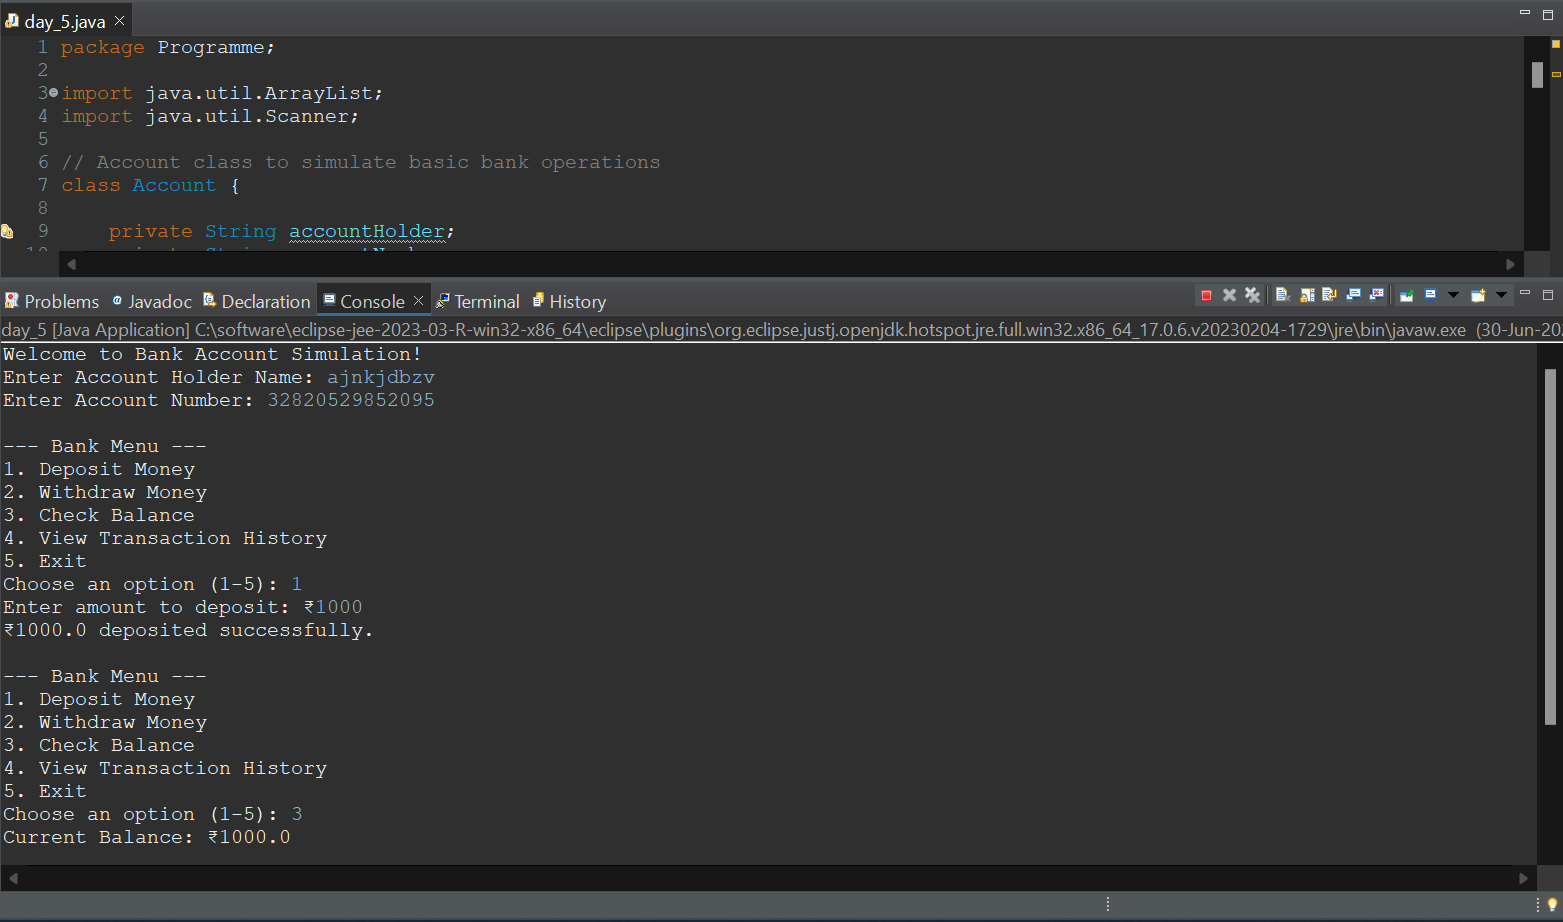 day_5.java
1 package Programme;
2
3 import java.util.ArrayList;
4 import java.util.Scanner;
5
6 // Account class to simulate basic bank operations
7 class Account {
8
9     private String accountHolder;
Problems Javadoc Declaration Console Terminal History
day_5 [Java Application] C:\software\eclipse-jee-2023-03-R-win32-x86_64\eclipse\plugins\org.eclipse.justj.openjdk.hotspot.jre.full.win32.x86_64_17.0.6.v20230204-1729\jre\bin\javaw.exe (30-Jun-202
Welcome to Bank Account Simulation!
Enter Account Holder Name: ajnkjdbzv
Enter Account Number: 32820529852095
--- Bank Menu ---
1. Deposit Money
2. Withdraw Money
3. Check Balance
4. View Transaction History
5. Exit
Choose an option (1-5): 1
Enter amount to deposit: ₹1000
₹1000.0 deposited successfully.
--- Bank Menu ---
1. Deposit Money
2. Withdraw Money
3. Check Balance
4. View Transaction History
5. Exit
Choose an option (1-5): 3
Current Balance: ₹1000.0